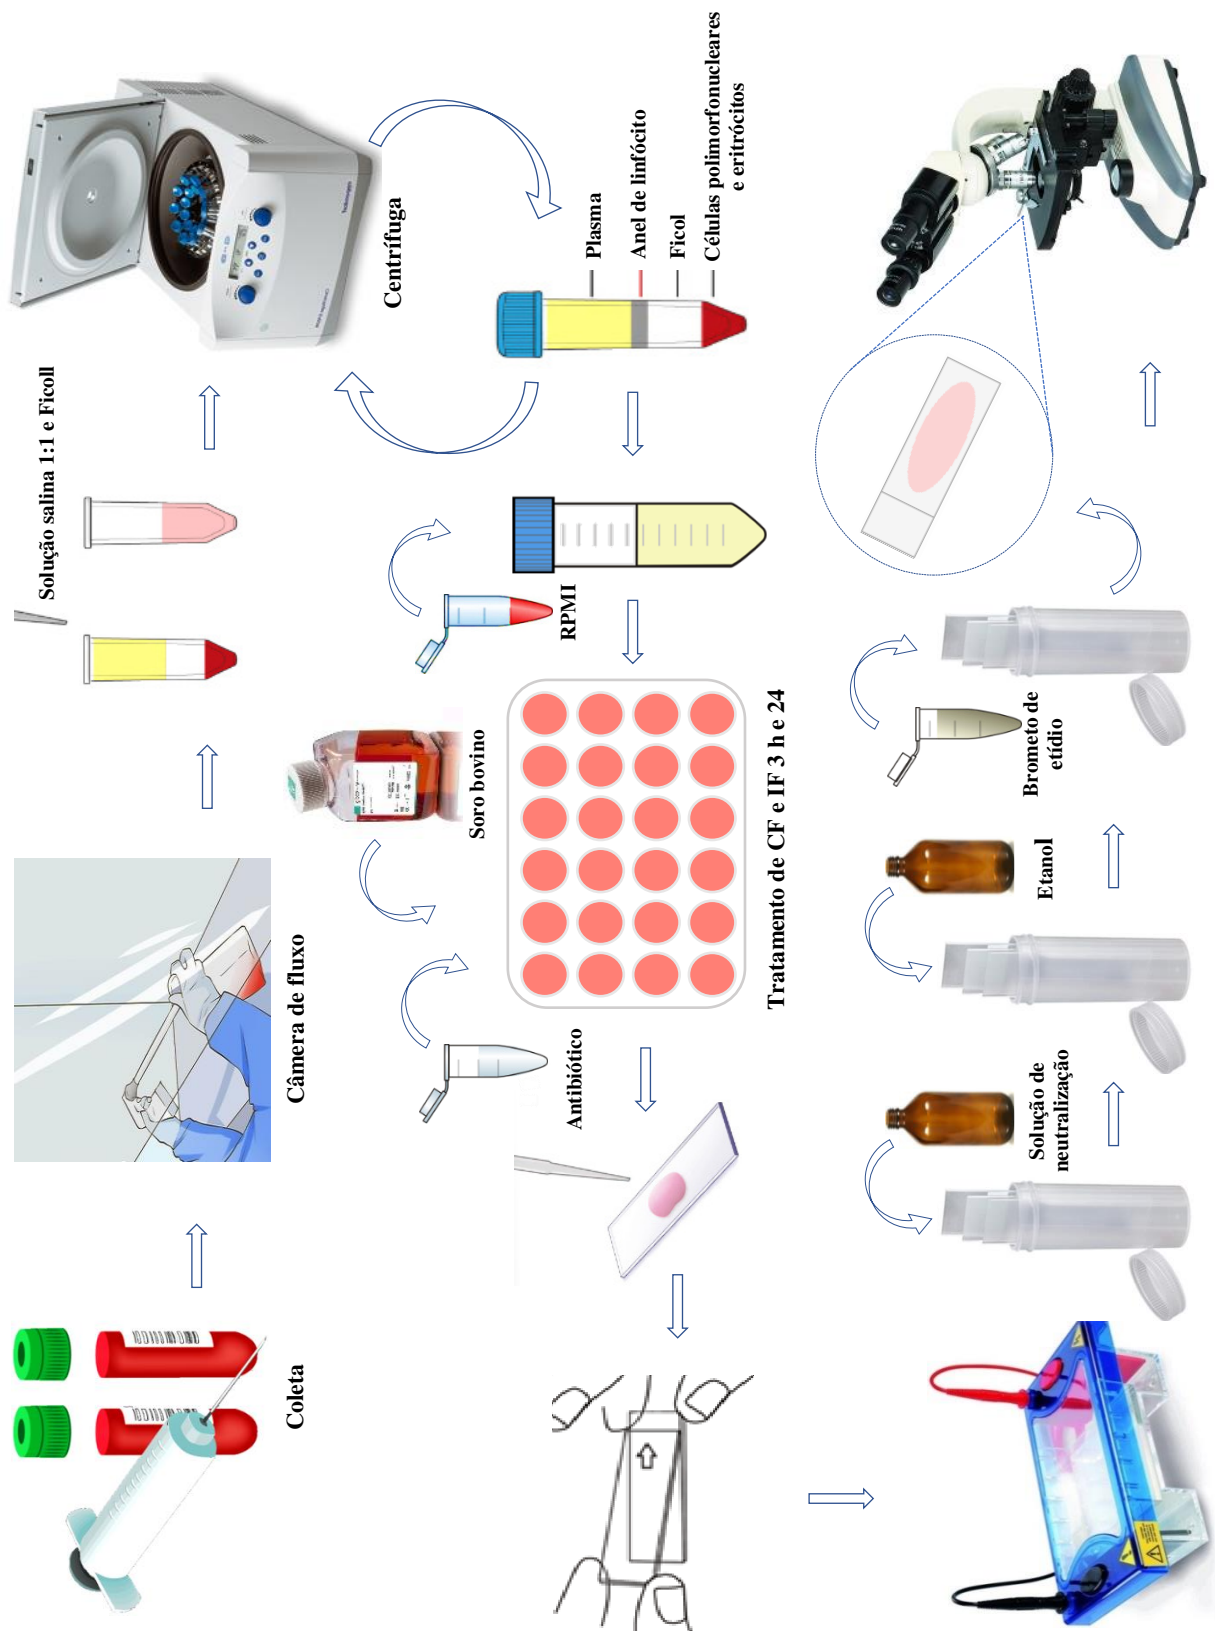 Coleta
Câmera de fluxo
Solução salina 1:1 e Ficoll
Centrífuga
Plasma
Anel de linfócito
Ficol
Células polimorfonucleares
e eritrócitos
RPMI
Soro bovino
Antibiótico
Tratamento de CF e IF 3 h e 24
Solução de
neutralização
Etanol
Brometo de
etídio